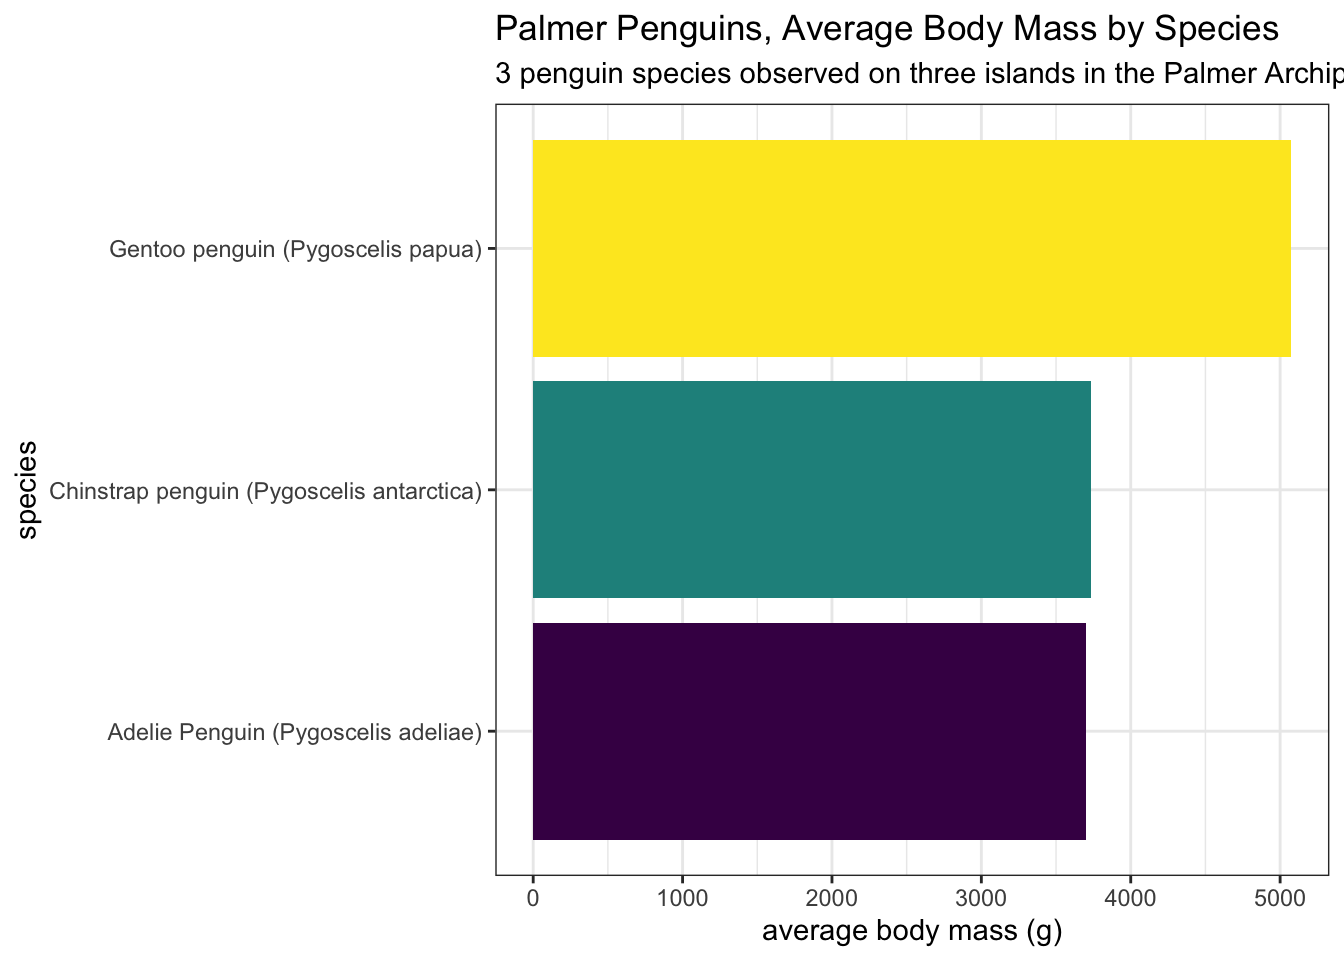 Palmer Penguins, Average Body Mass by Species
3 penguin species observed on three islands in the Palmer Archip
Gentoo penguin (Pygoscelis papua)
Chinstrap penguin (Pygoscelis antarctica)
Adelie Penguin (Pygoscelis adeliae)
species
0 1000 2000 3000 4000 5000
average body mass (g)